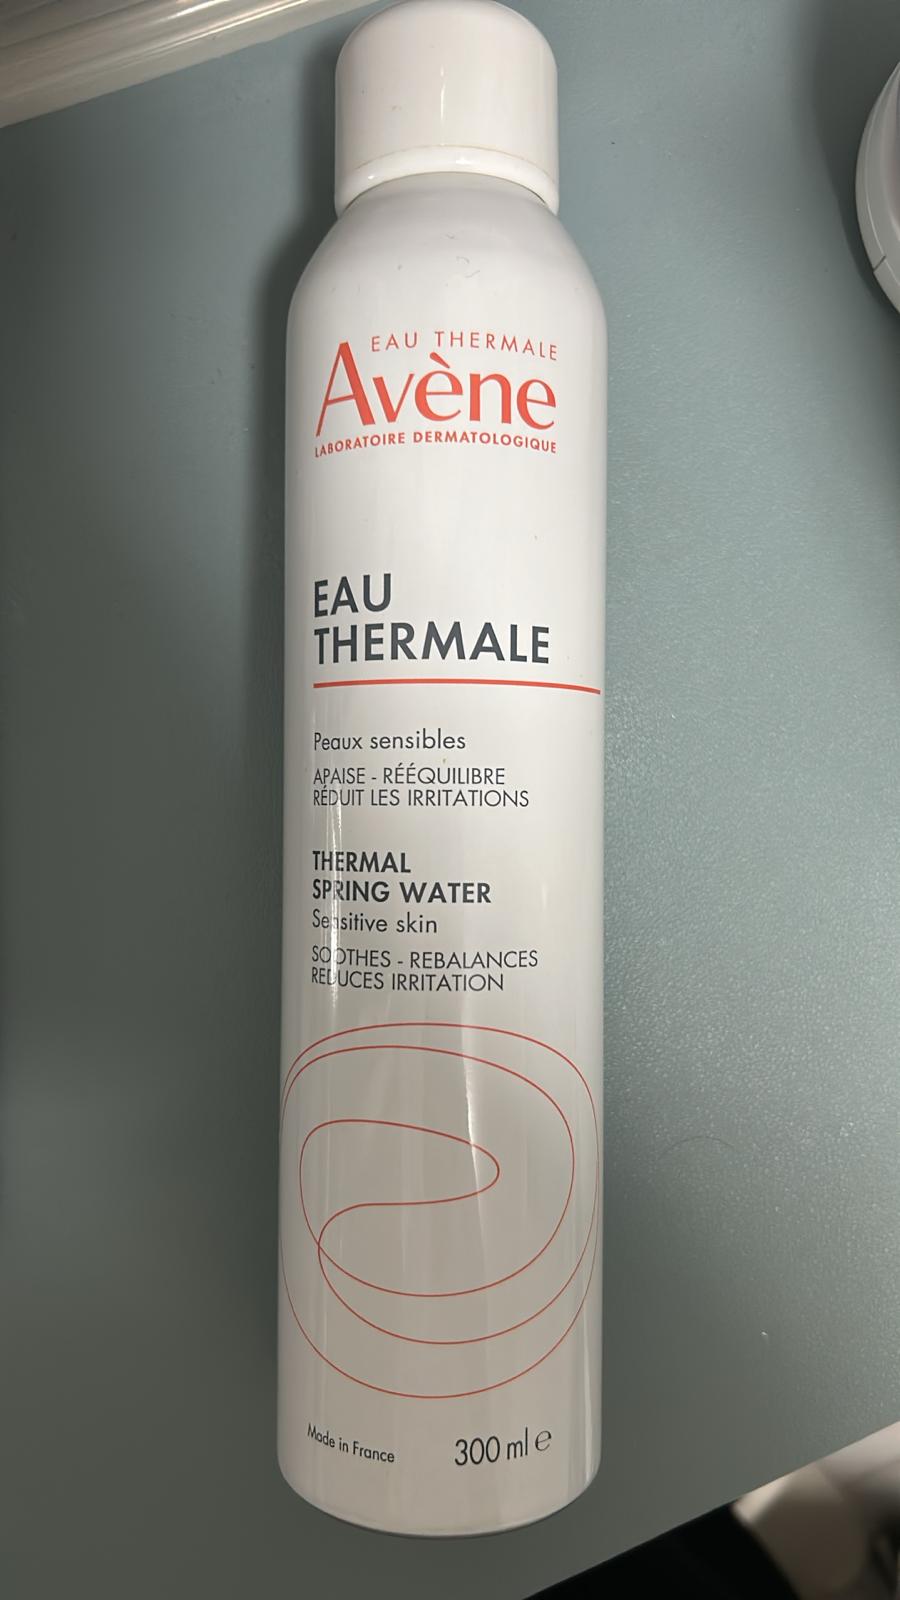 EAU THERMALE
Avène
LABORATOIRE DERMATOLOGIQUE
EAU
THERMALE
Peaux sensibles
APAISE - RÉÉQUILIBRE
RÉDUIT LES IRRITATIONS
THERMAL
SPRING WATER
Sensitive skin
SOOTHES - REBALANCES
REDUCES IRRITATION
Made in France
300 ml e